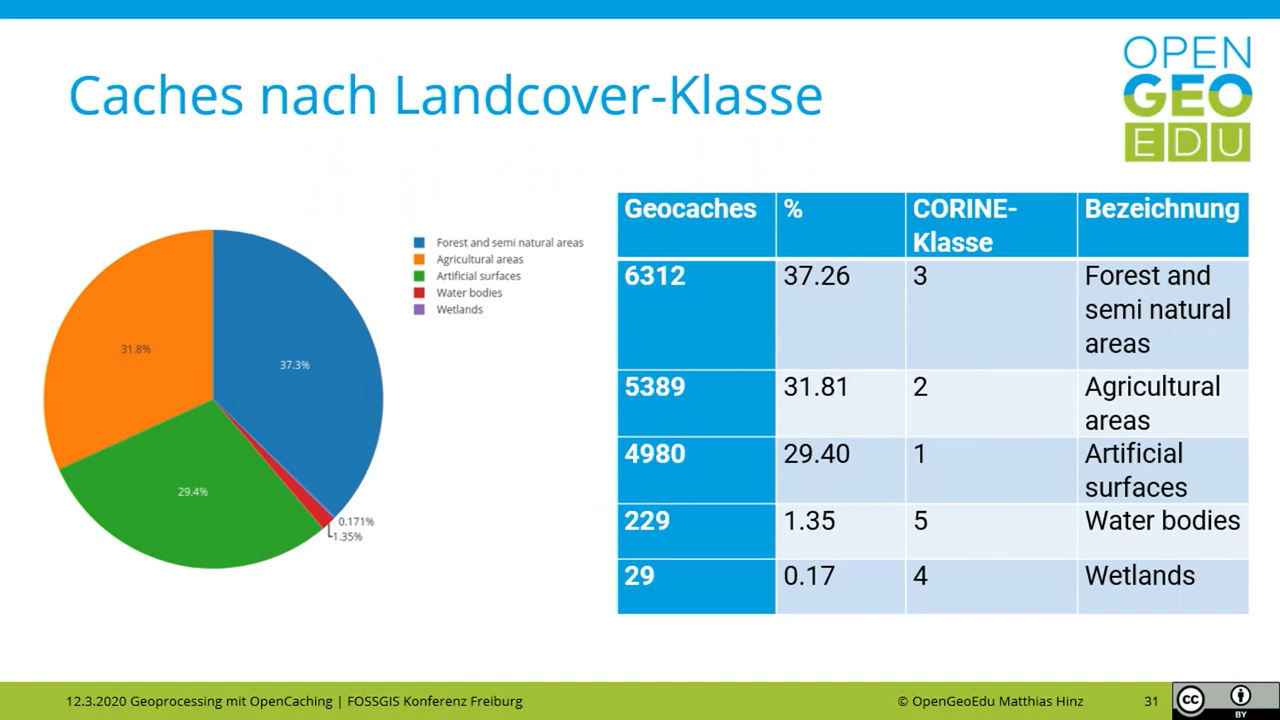 OPEN
GEO
EDU
Caches nach Landcover-Klasse
Forest and semi natural areas
Agricultural areas
Artificial surfaces
Water bodies
Wetlands
31.8%
37.3%
29.4%
0.171%
1.35%
Geocaches % CORINE-Klasse Bezeichnung
6312 37.26 3 Forest and semi natural areas
5389 31.81 2 Agricultural areas
4980 29.40 1 Artificial surfaces
229 1.35 5 Water bodies
29 0.17 4 Wetlands
12.3.2020 Geoprocessing mit OpenCaching | FOSSGIS Konferenz Freiburg
© OpenGeoEdu Matthias Hinz
31
cc
BY